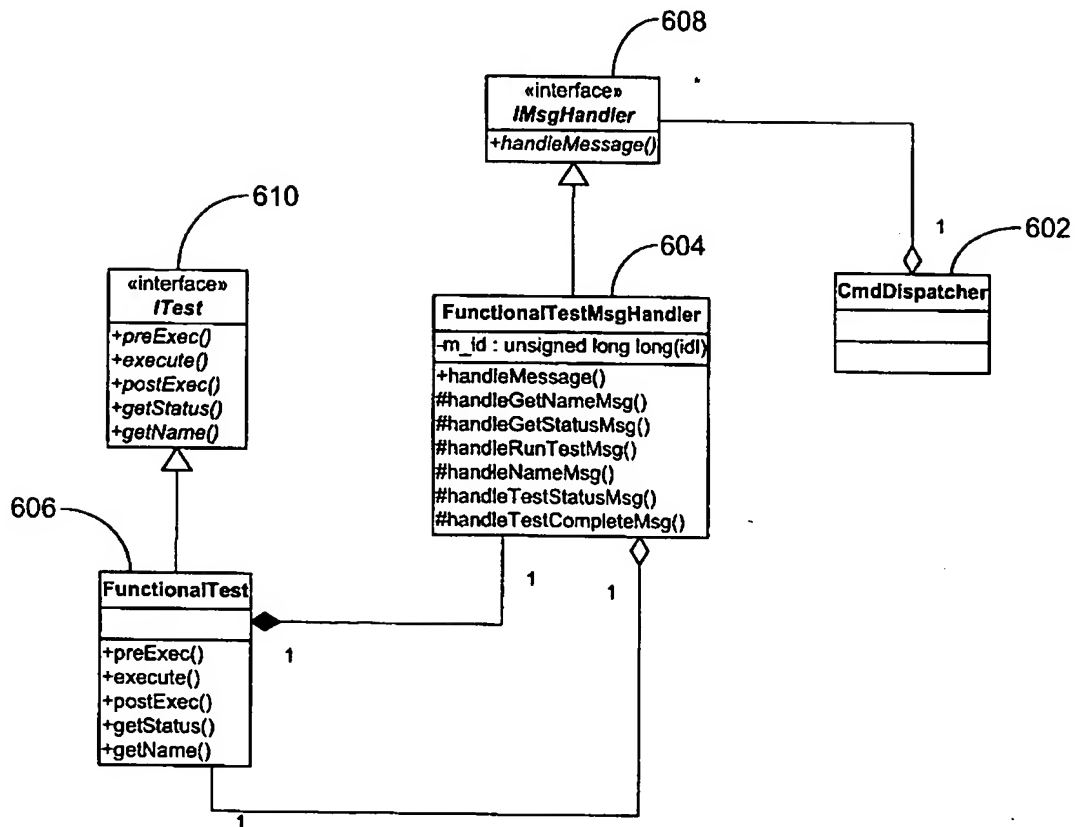 608
«interface»
IMsgHandler
+handleMessage()
610
604
1
602
«interface»
ITest
+preExec()
+execute()
+postExec()
+getStatus()
+getName()
FunctionalTestMsgHandler
-m_id : unsigned long long(idl)
+handleMessage()
#handleGetNameMsg()
#handleGetStatusMsg()
#handleRunTestMsg()
#handleNameMsg()
#handleTestStatusMsg()
#handleTestCompleteMsg()
CmdDispatcher
606
1
1
FunctionalTest
+preExec()
+execute()
+postExec()
+getStatus()
+getName()
1
1